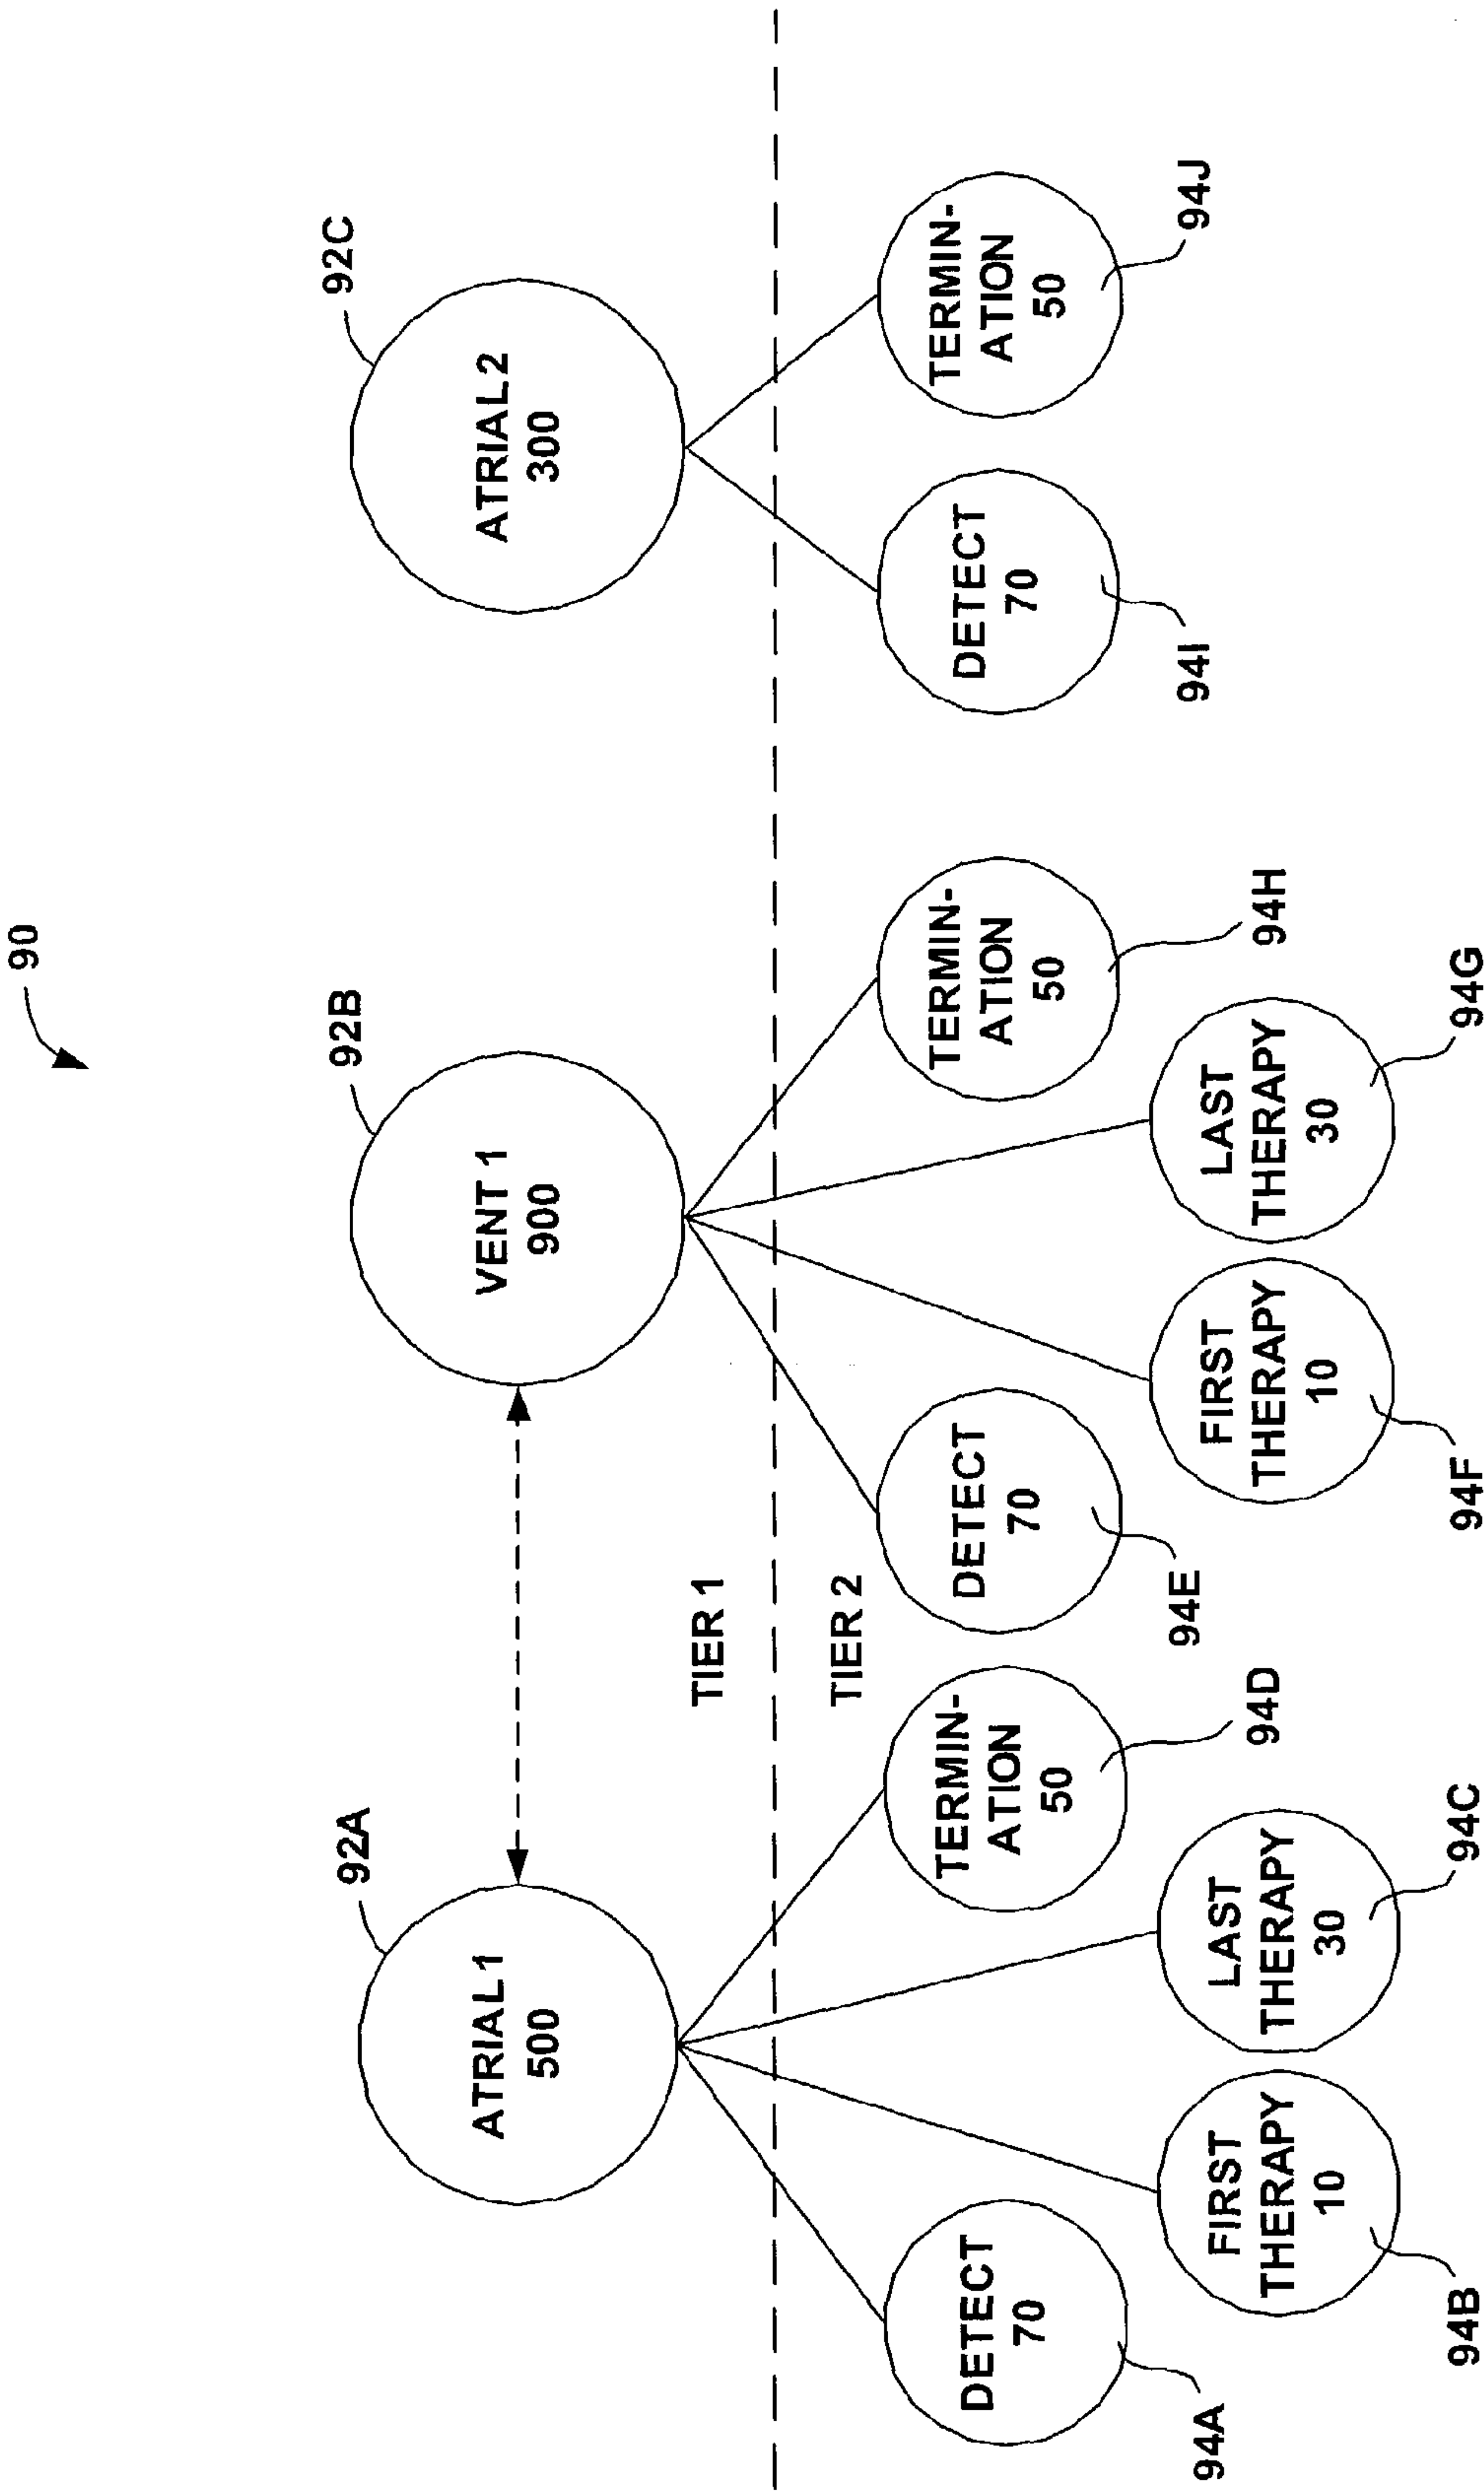 90
92A
92B
92C
ATRIAL 1
500
VENT 1
900
ATRIAL 2
300
TIER 1
TIER 2
DETECT
70
TERMIN-
ATION
50
DETECT
70
TERMIN-
ATION
50
DETECT
70
TERMIN-
ATION
50
94A
94D
94E
94H
94I
94J
FIRST
THERAPY
10
LAST
THERAPY
30
FIRST
THERAPY
10
LAST
THERAPY
30
94B
94C
94F
94G